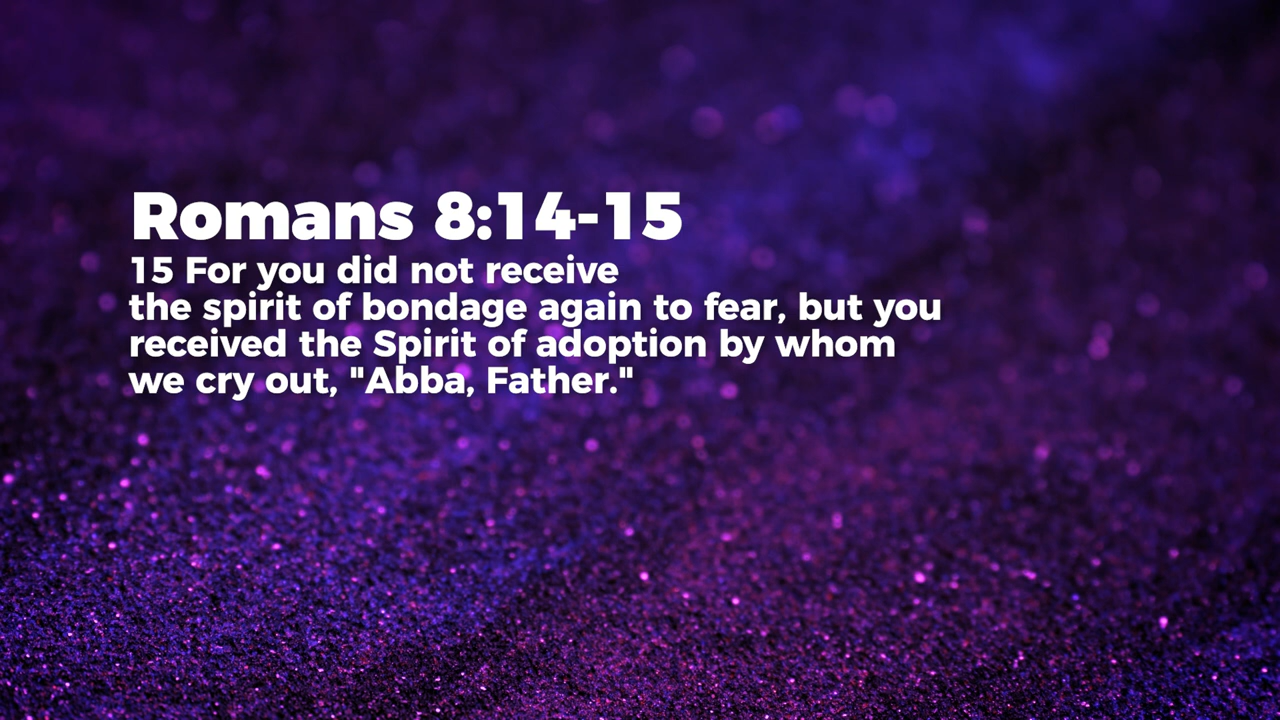 Romans 8:14-15
15 For you did not receive
the spirit of bondage again to fear, but you
received the Spirit of adoption by whom
we cry out, "Abba, Father."